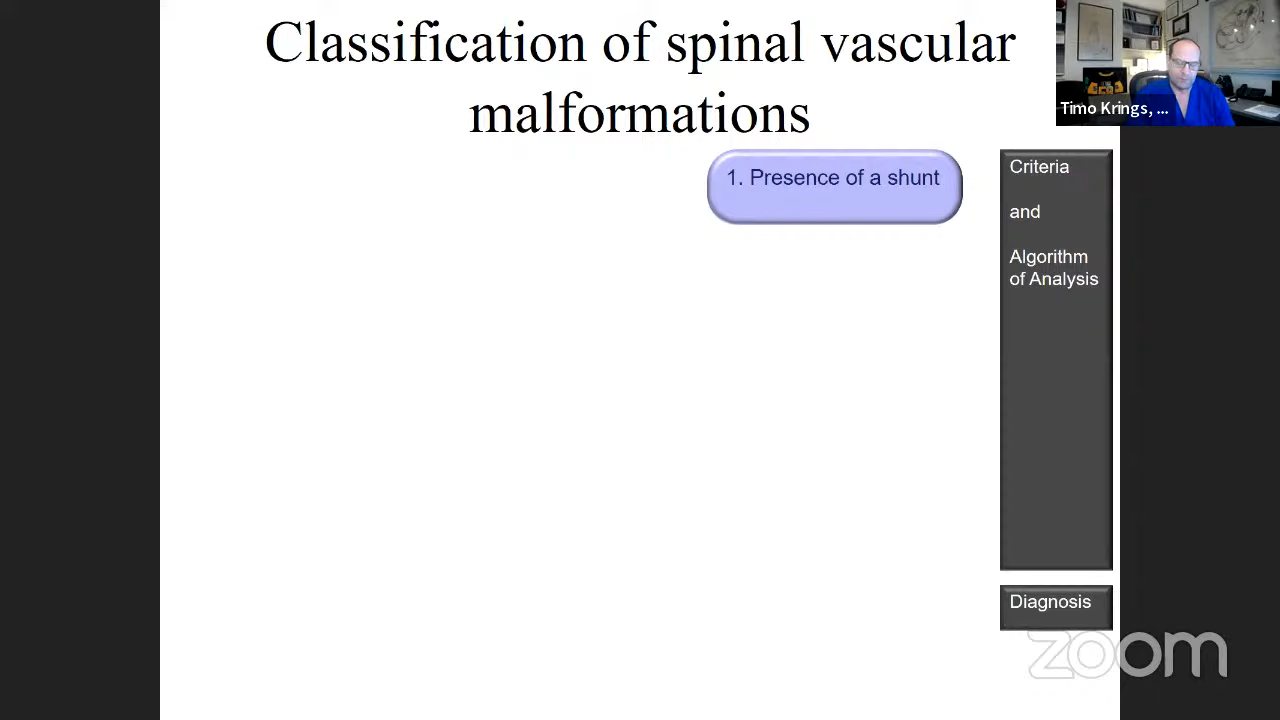 Classification of spinal vascular
malformations
Timo Krings, ...
1. Presence of a shunt
Criteria
and
Algorithm
of Analysis
Diagnosis
zoom